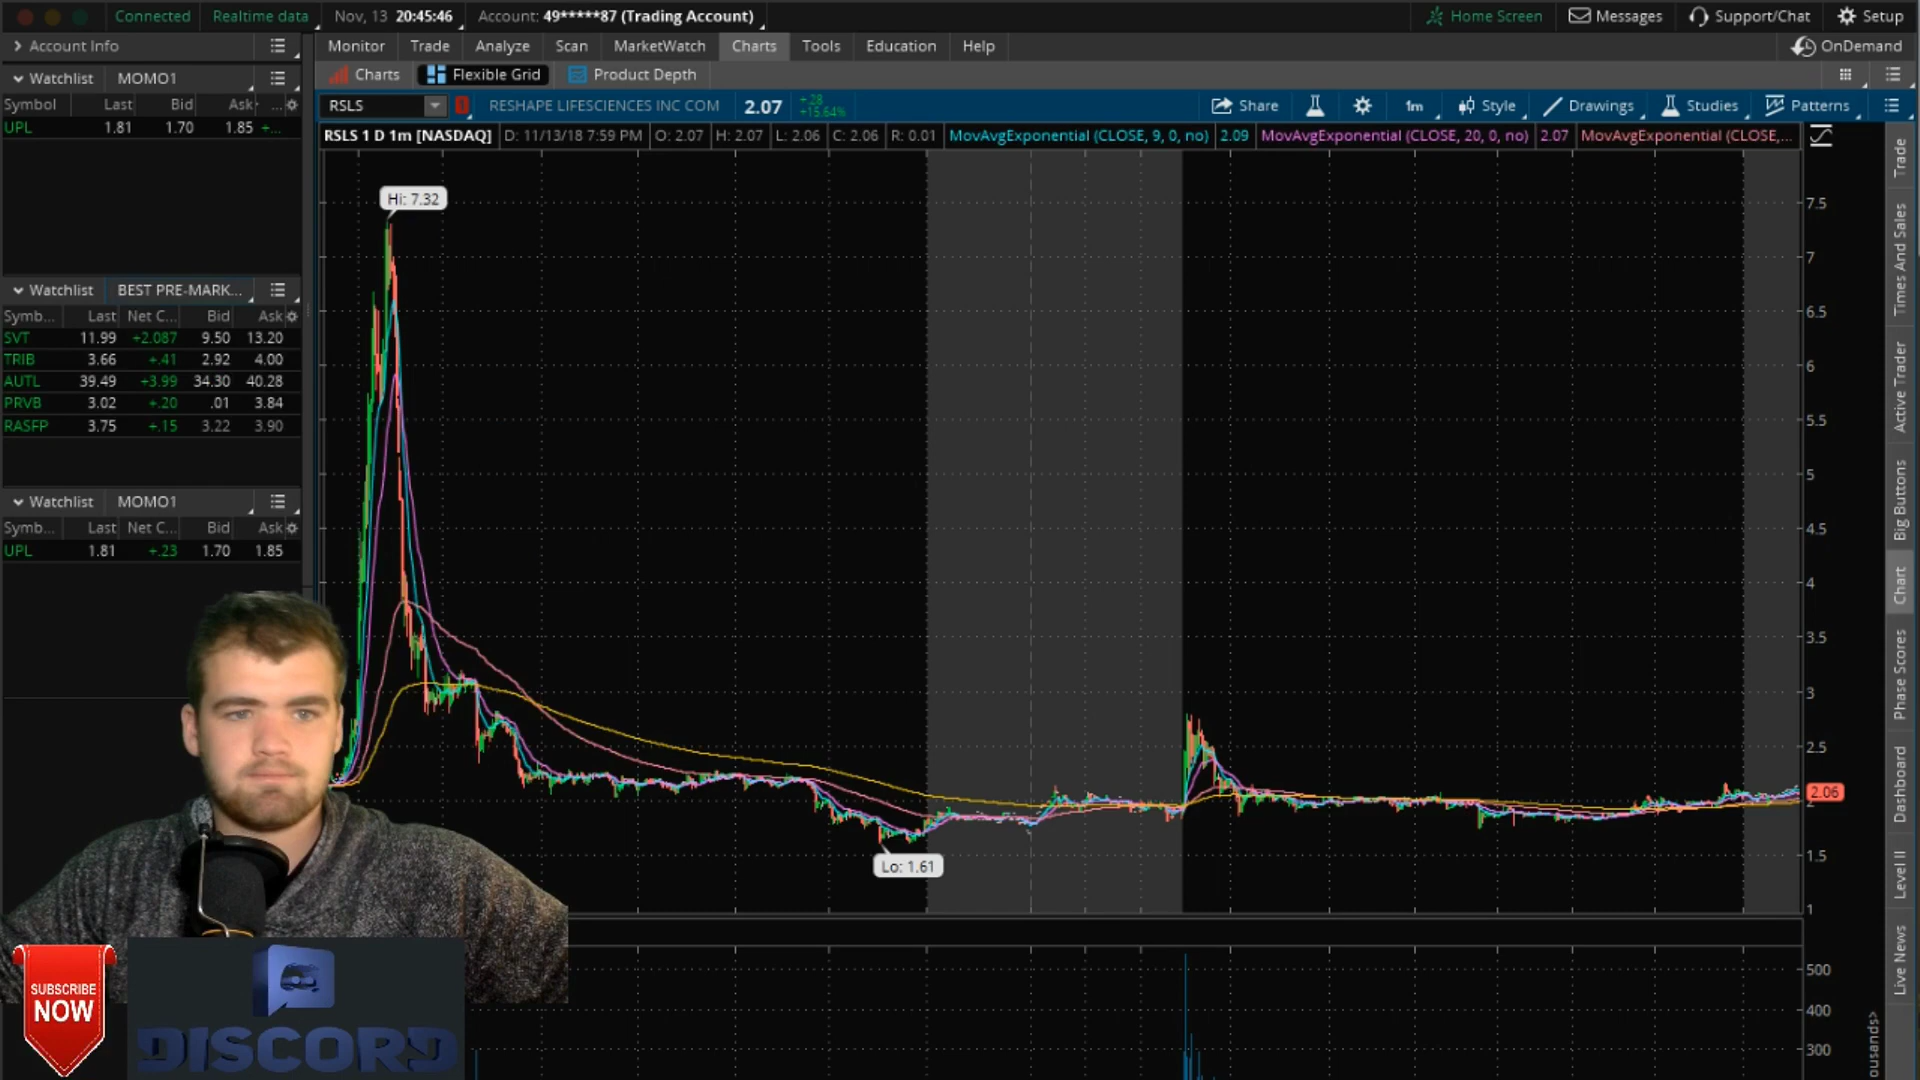 Connected Realtime data Nov, 13 20:45:46 Account: 49*****87 (Trading Account) Home Screen Messages Support/Chat Setup
Account Info Monitor Trade Analyze Scan MarketWatch Charts Tools Education Help OnDemand
Watchlist MOMO1 Charts Flexible Grid Product Depth
Symbol Last Bid Ask ...
UPL 1.81 1.70 1.85 +...
RSLS RESHAPE LIFESCIENCES INC COM 2.07 +.28 +15.64% Share 1m Style Drawings Studies Patterns
RSLS 1 D 1m [NASDAQ] D: 11/13/18 7:59 PM O: 2.07 H: 2.07 L: 2.06 C: 2.06 R: 0.01 MovAvgExponential (CLOSE, 9, 0, no) 2.09 MovAvgExponential (CLOSE, 20, 0, no) 2.07 MovAvgExponential (CLOSE,...
Watchlist BEST PRE-MARK...
Symb... Last Net C... Bid Ask
SVT 11.99 +2.087 9.50 13.20
TRIB 3.66 +.41 2.92 4.00
AUTL 39.49 +3.99 34.30 40.28
PRVB 3.02 +.20 .01 3.84
RASFP 3.75 +.15 3.22 3.90
Watchlist MOMO1
Symb... Last Net C... Bid Ask
UPL 1.81 +.23 1.70 1.85
Hi: 7.32
Lo: 1.61
7.5
7
6.5
6
5.5
5
4.5
4
3.5
3
2.5
2
2.06
1.5
1
500
400
300
ousands>
Trade
Times And Sales
Active Trader
Big Buttons
Chart
Phase Scores
Dashboard
Level II
Live News
SUBSCRIBE
NOW
DISCORD